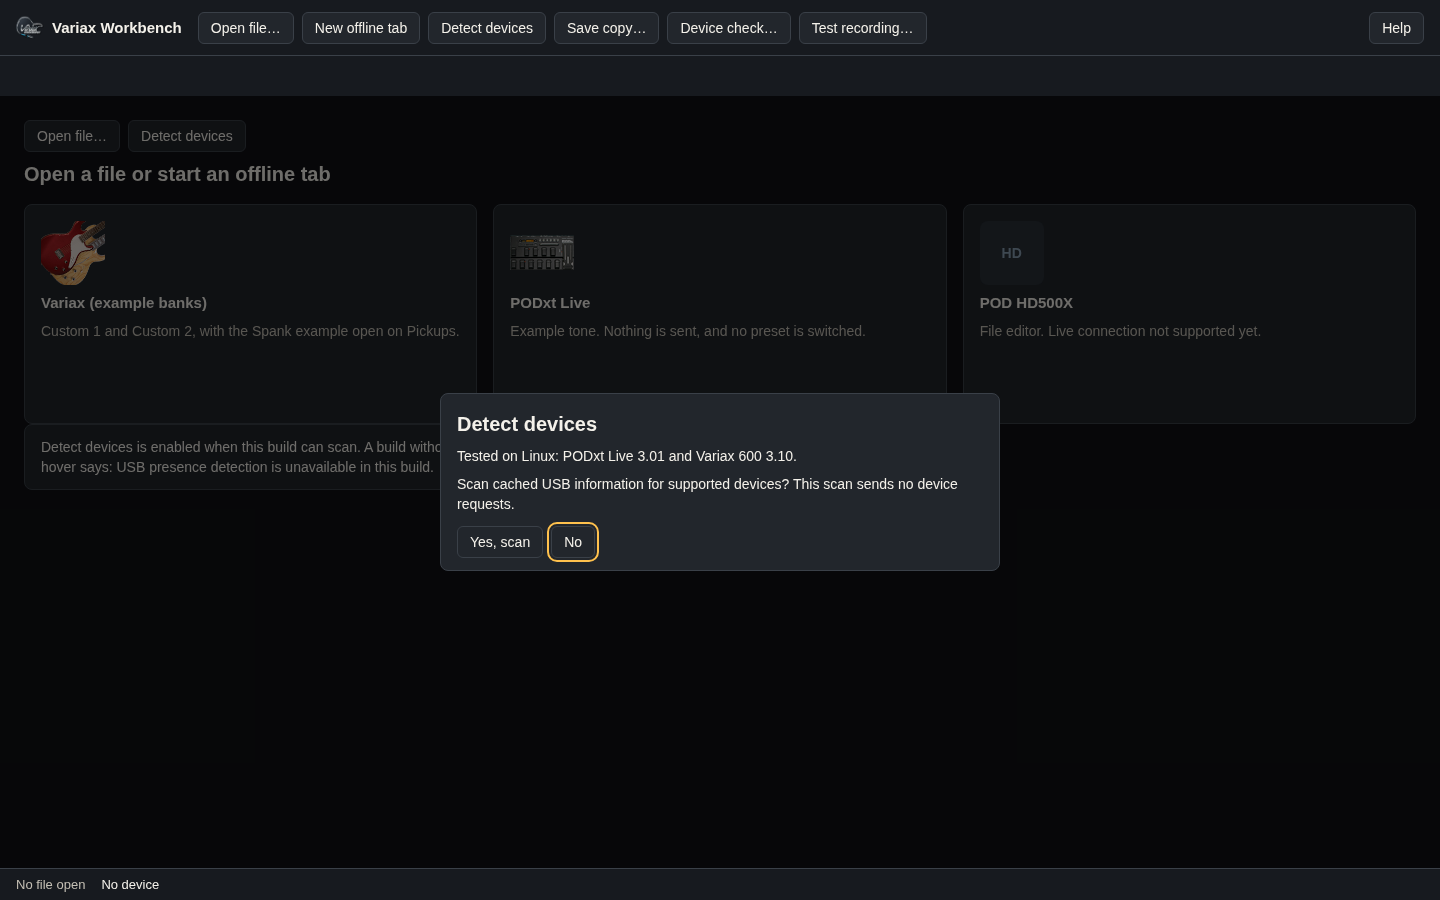 Variax Workbench
Open file…
New offline tab
Detect devices
Save copy…
Device check…
Test recording…
Help
Open file…
Detect devices
Open a file or start an offline tab
Variax (example banks)
Custom 1 and Custom 2, with the Spank example open on Pickups.
PODxt Live
Example tone. Nothing is sent, and no preset is switched.
HD
POD HD500X
File editor. Live connection not supported yet.
Detect devices is enabled when this build can scan. A build
hover says: USB presence detection is unavailable in this build.
Detect devices
Tested on Linux: PODxt Live 3.01 and Variax 600 3.10.
Scan cached USB information for supported devices? This scan sends no device
requests.
Yes, scan
No
No file open
No device